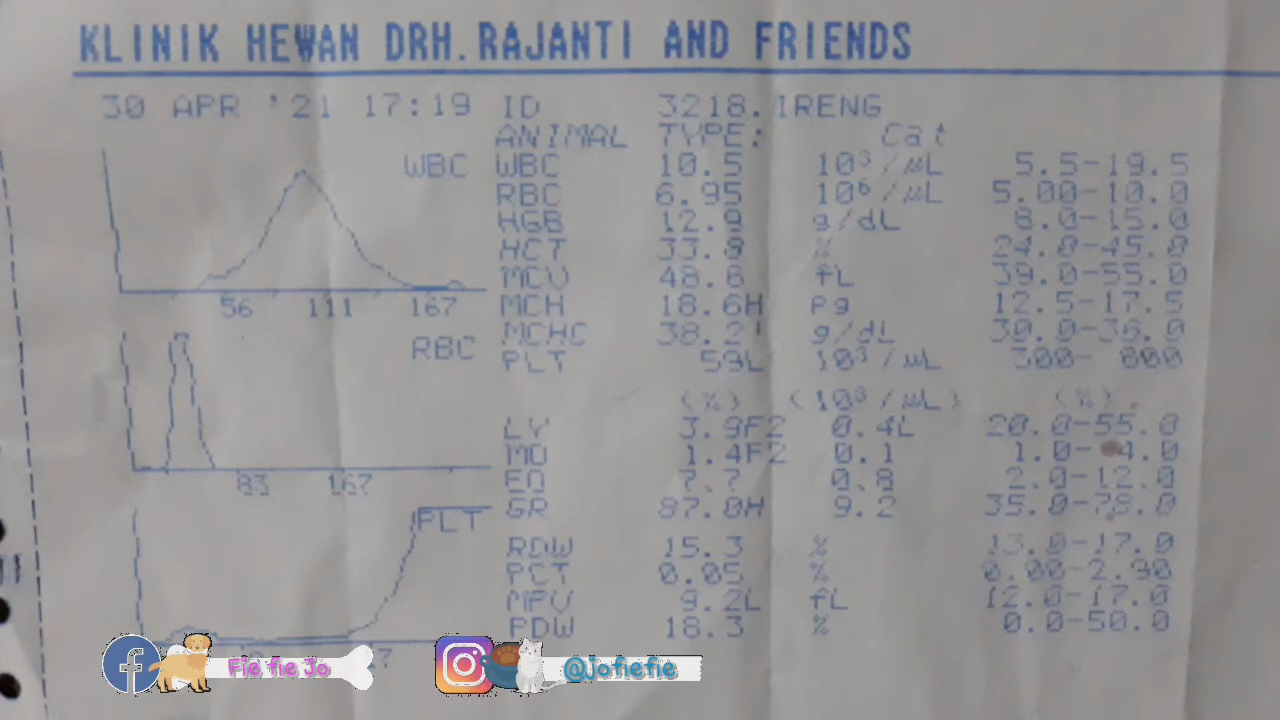 KLINIK HEWAN DRH.RAJANTI AND FRIENDS
30 APR '21 17:19 ID 3218.IRENG
ANIMAL TYPE: Cat
WBC
WBC 10.5 10³/µL 5.5-19.5
RBC 6.95 10⁶/µL 5.00-10.0
HGB 12.9 g/dL 8.0-15.0
HCT 33.8 % 24.0-45.0
MCV 48.6 fL 39.0-55.0
56 111 167
MCH 18.6H pg 12.5-17.5
MCHC 38.2 g/dL 30.0-36.0
RBC
PLT 59L 10³/µL 300- 800
(%) (10³/µL) (%)
LY 3.9F2 0.4L 20.0-55.0
MO 1.4F2 0.1 1.0- 4.0
EO 7.7 0.8 2.0-12.0
83 167
GR 87.0H 9.2 35.0-78.0
PLT
RDW 15.3 % 13.0-17.0
PCT 0.05 % 0.00-2.90
MPV 9.2L fL 12.0-17.0
PDW 18.3 % 0.0-50.0
Fie fie Jo
@jofiefie